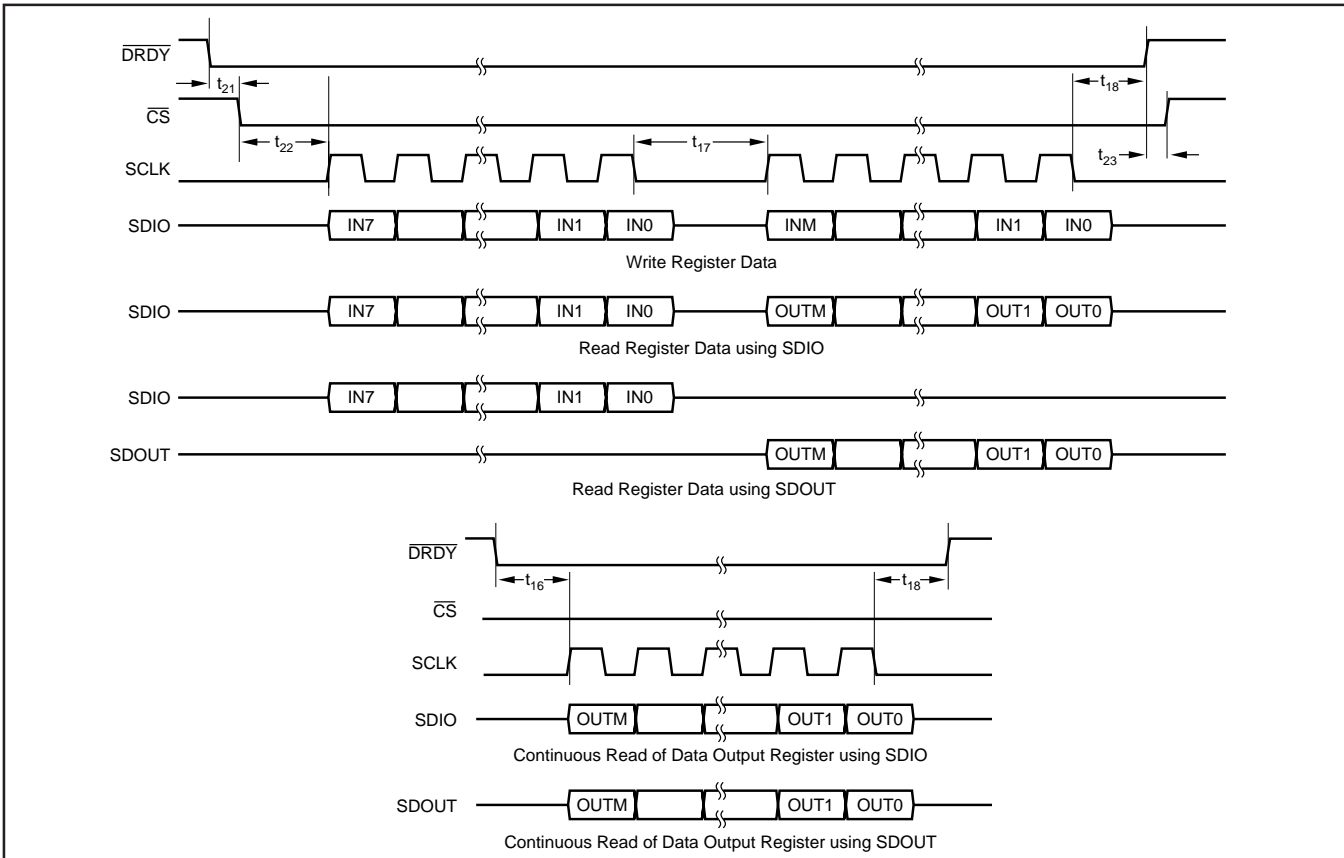 DRDY
t21
t18
CS
t22
t17
t23
SCLK
SDIO IN7 IN1 IN0 INM IN1 IN0
Write Register Data
SDIO IN7 IN1 IN0 OUTM OUT1 OUT0
Read Register Data using SDIO
SDIO IN7 IN1 IN0
SDOUT OUTM OUT1 OUT0
Read Register Data using SDOUT
DRDY
t16 t18
CS
SCLK
SDIO OUTM OUT1 OUT0
Continuous Read of Data Output Register using SDIO
SDOUT OUTM OUT1 OUT0
Continuous Read of Data Output Register using SDOUT